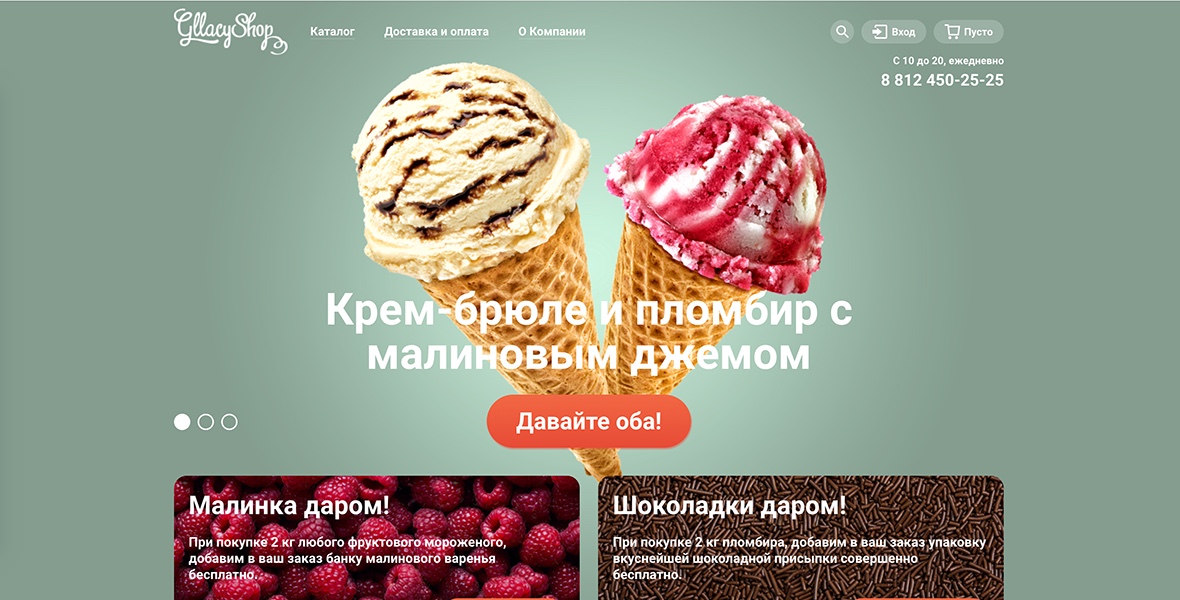 GllacyShop
Каталог
Доставка и оплата
О Компании
Вход
Пусто
С 10 до 20, ежедневно
8 812 450-25-25
Крем-брюле и пломбир с
малиновым джемом
Давайте оба!
Малинка даром!
При покупке 2 кг любого фруктового мороженого,
добавим в ваш заказ банку малинового варенья
бесплатно.
Шоколадки даром!
При покупке 2 кг пломбира, добавим в ваш заказ упаковку
вкуснейшей шоколадной присыпки совершенно
бесплатно.